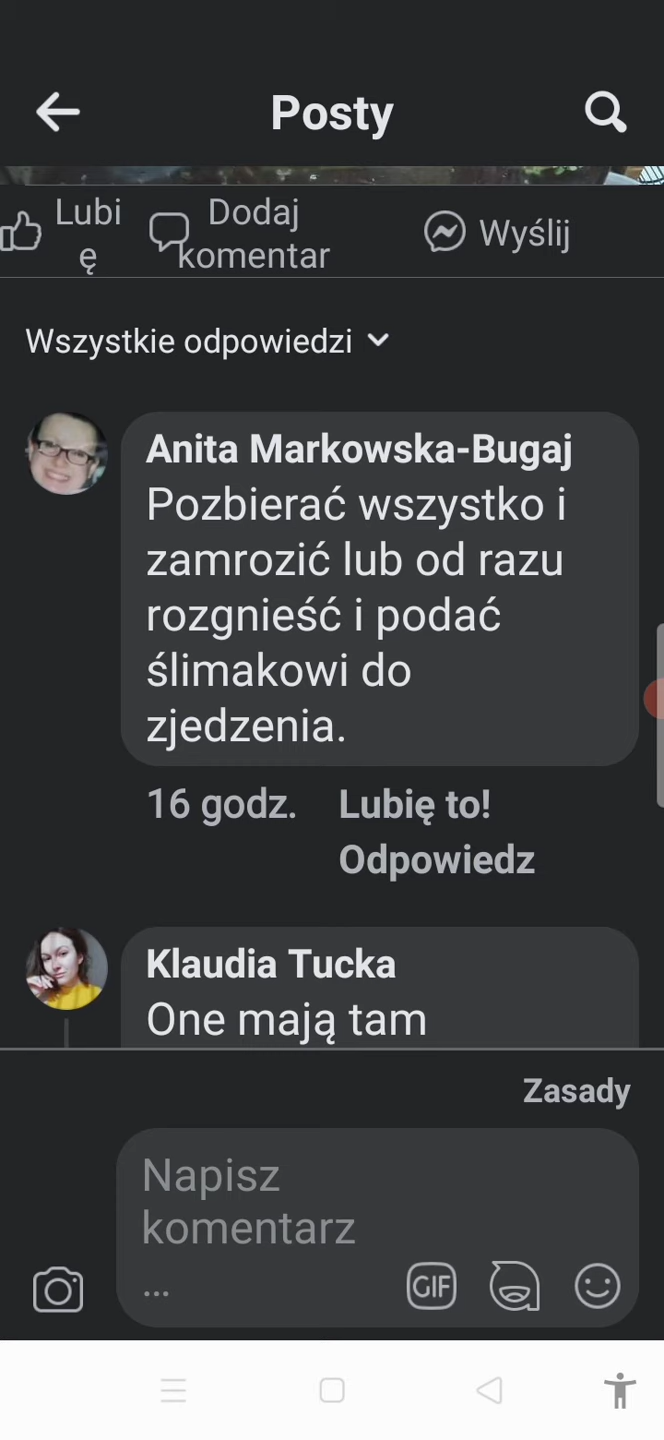 Posty
Lubi
ę
Dodaj
komentar
Wyślij
Wszystkie odpowiedzi
Anita Markowska-Bugaj
Pozbierać wszystko i
zamrozić lub od razu
rozgnieść i podać
ślimakowi do
zjedzenia.
16 godz. Lubię to!
Odpowiedz
Klaudia Tucka
One mają tam
Zasady
Napisz
komentarz
...
GIF